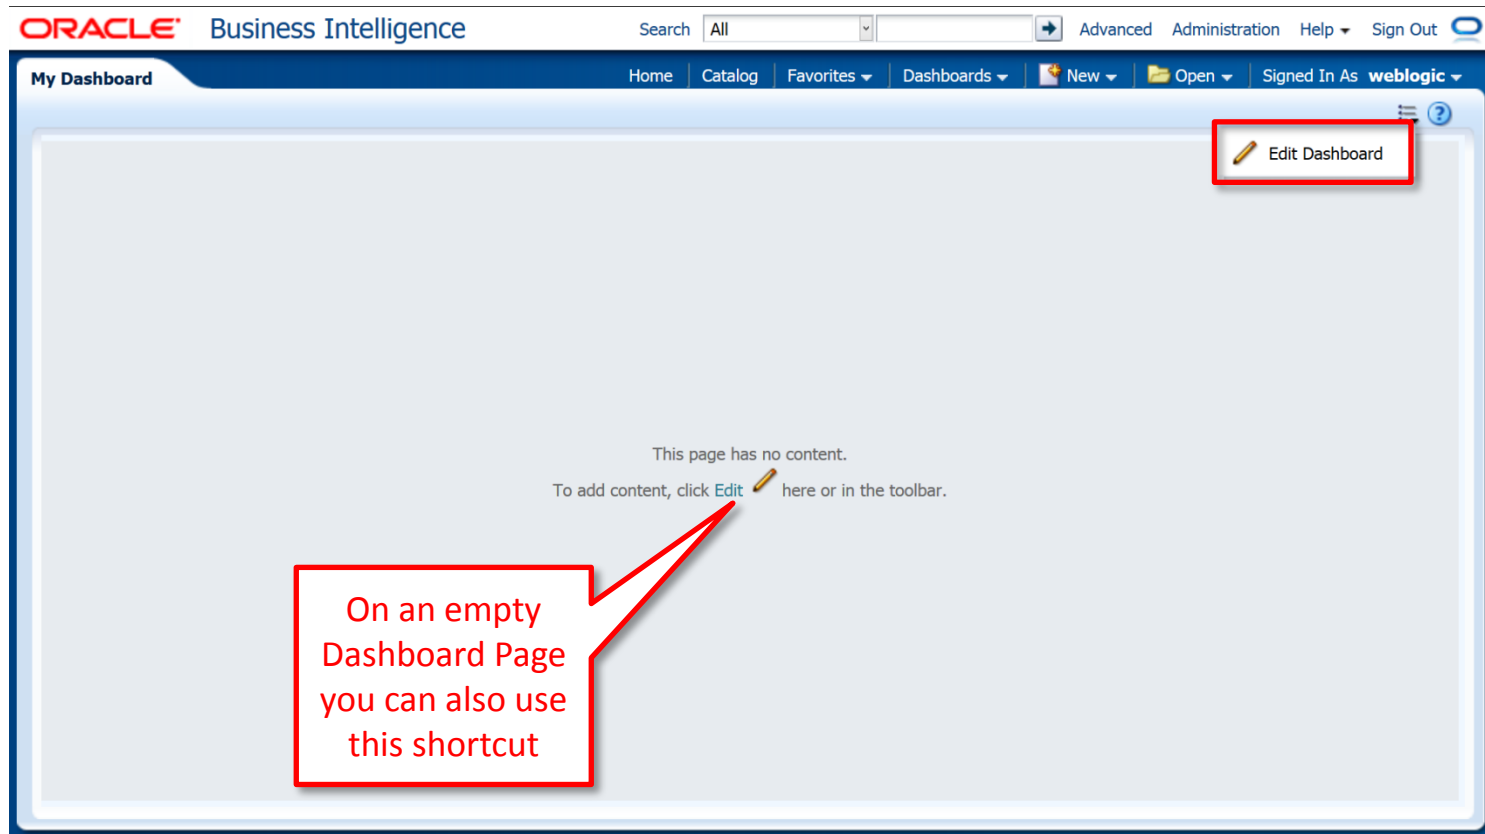 ORACLE Business Intelligence Search All Advanced Administration Help Sign Out
My Dashboard Home Catalog Favorites Dashboards New Open Signed In As weblogic
?
Edit Dashboard
This page has no content.
To add content, click Edit here or in the toolbar.
On an empty
Dashboard Page
you can also use
this shortcut